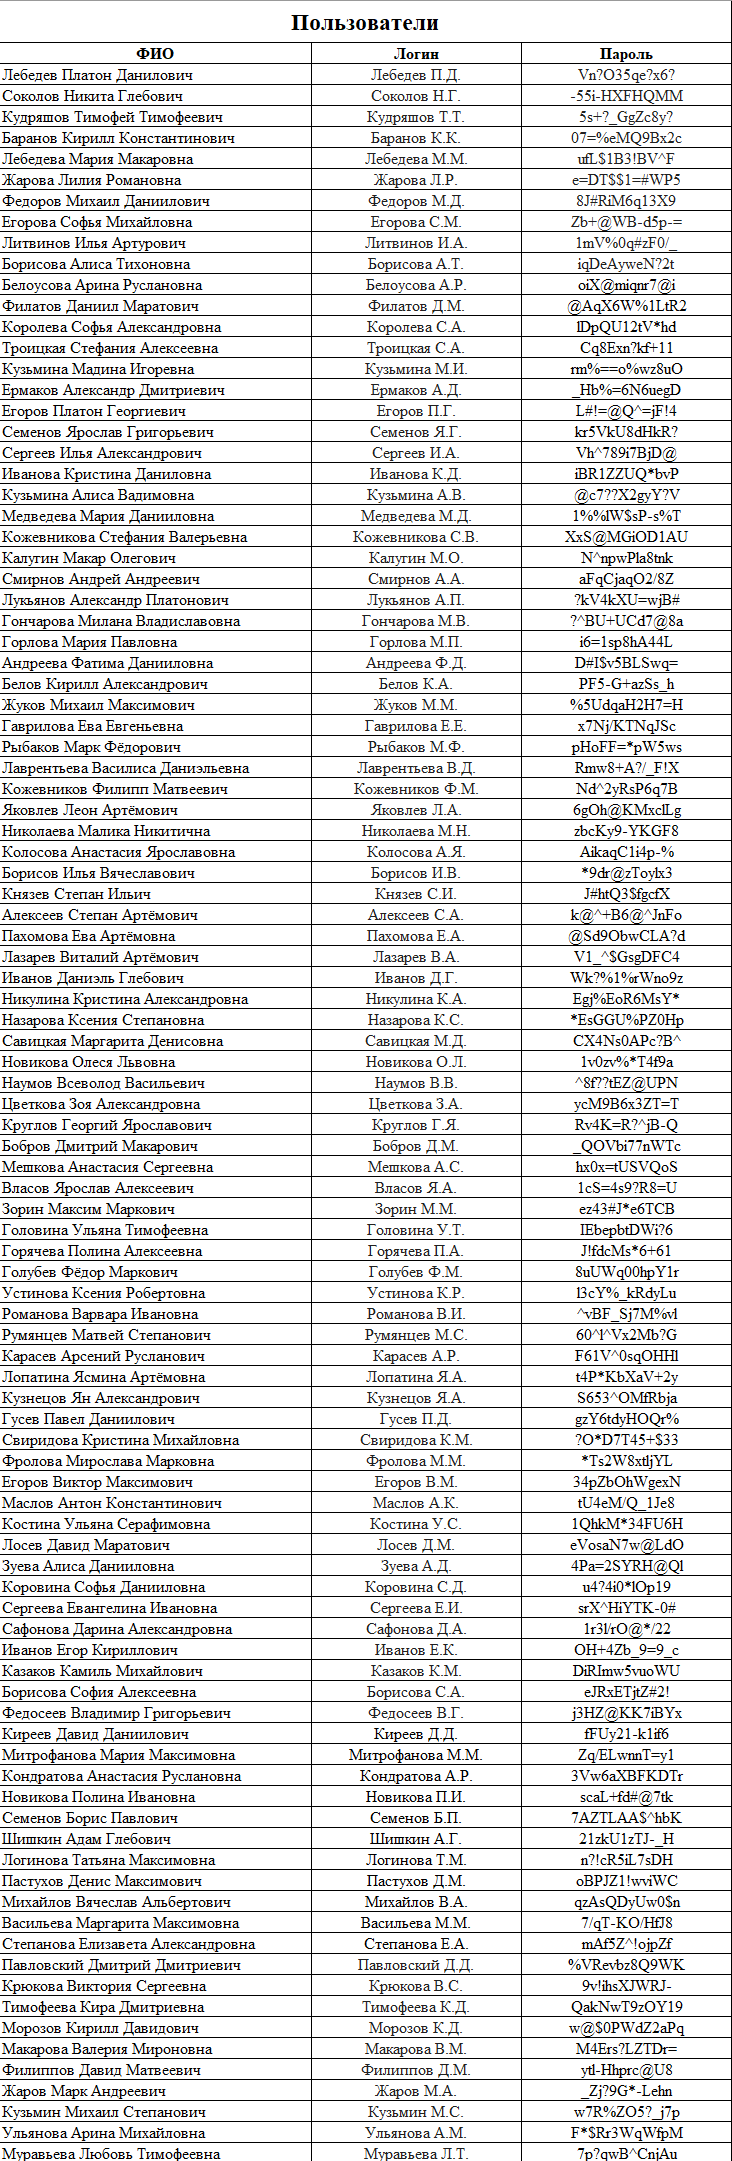 Пользователи
ФИО Логин Пароль
Лебедев Платон Данилович Лебедев П.Д. Vn?O35qe?x6?
Соколов Никита Глебович Соколов Н.Г. -55i-HXFHQMM
Кудряшов Тимофей Тимофеевич Кудряшов Т.Т. 5s+?_GgZc8y?
Баранов Кирилл Константинович Баранов К.К. 07=%eMQ9Bx2c
Лебедева Мария Макаровна Лебедева М.М. ufL$1B3!BV^F
Жарова Лилия Романовна Жарова Л.Р. e=DT$$1=#WP5
Федоров Михаил Даниилович Федоров М.Д. 8J#RiM6q13X9
Егорова Софья Михайловна Егорова С.М. Zb+@WB-d5p-=
Литвинов Илья Артурович Литвинов И.А. 1mV%0q#zF0/_
Борисова Алиса Тихоновна Борисова А.Т. iqDeAyweN?2t
Белоусова Арина Руслановна Белоусова А.Р. oiX@miqnr7@i
Филатов Даниил Маратович Филатов Д.М. @AqX6W%1LtR2
Королева Софья Александровна Королева С.А. lDpQU12tV*hd
Троицкая Стефания Алексеевна Троицкая С.А. Cq8Exn?kf+11
Кузьмина Мадина Игоревна Кузьмина М.И. rm%==o%wz8uO
Ермаков Александр Дмитриевич Ермаков А.Д. _Hb%=6N6uegD
Егоров Платон Георгиевич Егоров П.Г. L#!=@Q^=jF!4
Семенов Ярослав Григорьевич Семенов Я.Г. kr5VkU8dHkR?
Сергеев Илья Александрович Сергеев И.А. Vh^789i7BjD@
Иванова Кристина Даниловна Иванова К.Д. iBR1ZZUQ*bvP
Кузьмина Алиса Вадимовна Кузьмина А.В. @c7??X2gyY?V
Медведева Мария Данииловна Медведева М.Д. 1%%lW$sP-s%T
Кожевникова Стефания Валерьевна Кожевникова С.В. XxS@MGiOD1AU
Калугин Макар Олегович Калугин М.О. N^npwPla8tnk
Смирнов Андрей Андреевич Смирнов А.А. aFqCjaqO2/8Z
Лукьянов Александр Платонович Лукьянов А.П. ?kV4kXU=wjB#
Гончарова Милана Владиславовна Гончарова М.В. ?^BU+UCd7@8a
Горлова Мария Павловна Горлова М.П. i6=1sp8hA44L
Андреева Фатима Данииловна Андреева Ф.Д. D#I$v5BLSwq=
Белов Кирилл Александрович Белов К.А. PF5-G+azSs_h
Жуков Михаил Максимович Жуков М.М. %5UdqaH2H7=H
Гаврилова Ева Евгеньевна Гаврилова Е.Е. x7Nj/KTNqJSc
Рыбаков Марк Фёдорович Рыбаков М.Ф. pHoFF=*pW5ws
Лаврентьева Василиса Даниэльевна Лаврентьева В.Д. Rmw8+A?/_F!X
Кожевников Филипп Матвеевич Кожевников Ф.М. Nd^2yRsP6q7B
Яковлев Леон Артёмович Яковлев Л.А. 6gOh@KMxclLg
Николаева Малика Никитична Николаева М.Н. zbcKy9-YKGF8
Колосова Анастасия Ярославовна Колосова А.Я. AikaqC1i4p-%
Борисов Илья Вячеславович Борисов И.В. *9dr@zToylx3
Князев Степан Ильич Князев С.И. J#htQ3$fgcfX
Алексеев Степан Артёмович Алексеев С.А. k@^+B6@^JnFo
Пахомова Ева Артёмовна Пахомова Е.А. @Sd9ObwCLA?d
Лазарев Виталий Артёмович Лазарев В.А. V1_^$GsgDFC4
Иванов Даниэль Глебович Иванов Д.Г. Wk?%1%rWno9z
Никулина Кристина Александровна Никулина К.А. Egj%EoR6MsY*
Назарова Ксения Степановна Назарова К.С. *EsGGU%PZ0Hp
Савицкая Маргарита Денисовна Савицкая М.Д. CX4Ns0APc?B^
Новикова Олеся Львовна Новикова О.Л. 1v0zv%*T4f9a
Наумов Всеволод Васильевич Наумов В.В. ^8f??tEZ@UPN
Цветкова Зоя Александровна Цветкова З.А. ycM9B6x3ZT=T
Круглов Георгий Ярославович Круглов Г.Я. Rv4K=R?^jB-Q
Бобров Дмитрий Макарович Бобров Д.М. _QOVbi77nWTc
Мешкова Анастасия Сергеевна Мешкова А.С. hx0x=tUSVQoS
Власов Ярослав Алексеевич Власов Я.А. 1cS=4s9?R8=U
Зорин Максим Маркович Зорин М.М. ez43#J*e6TCB
Головина Ульяна Тимофеевна Головина У.Т. IEbepbtDWi?6
Горячева Полина Алексеевна Горячева П.А. J!fdcMs*6+61
Голубев Фёдор Маркович Голубев Ф.М. 8uUWq00hpY1r
Устинова Ксения Робертовна Устинова К.Р. l3cY%_kRdyLu
Романова Варвара Ивановна Романова В.И. ^vBF_Sj7M%vl
Румянцев Матвей Степанович Румянцев М.С. 60^l^Vx2Mb?G
Карасев Арсений Русланович Карасев А.Р. F61V^0sqOHHl
Лопатина Ясмина Артёмовна Лопатина Я.А. t4P*KbXaV+2y
Кузнецов Ян Александрович Кузнецов Я.А. S653^OMfRbja
Гусев Павел Даниилович Гусев П.Д. gzY6tdyHOQr%
Свиридова Кристина Михайловна Свиридова К.М. ?O*D7T45+$33
Фролова Мирослава Марковна Фролова М.М. *Ts2W8xtljYL
Егоров Виктор Максимович Егоров В.М. 34pZbOhWgexN
Маслов Антон Константинович Маслов А.К. tU4eM/Q_1Je8
Костина Ульяна Серафимовна Костина У.С. 1QhkM*34FU6H
Лосев Давид Маратович Лосев Д.М. eVosaN7w@LdO
Зуева Алиса Данииловна Зуева А.Д. 4Pa=2SYRH@Ql
Коровина Софья Данииловна Коровина С.Д. u4?4i0*lOp19
Сергеева Евангелина Ивановна Сергеева Е.И. srX^HiYTK-0#
Сафонова Дарина Александровна Сафонова Д.А. 1r3l/rO@*/22
Иванов Егор Кириллович Иванов Е.К. OH+4Zb_9=9_c
Казаков Камиль Михайлович Казаков К.М. DiRImw5vuoWU
Борисова София Алексеевна Борисова С.А. eJRxETjtZ#2!
Федосеев Владимир Григорьевич Федосеев В.Г. j3HZ@KK7iBYx
Киреев Давид Даниилович Киреев Д.Д. fFUy21-k1if6
Митрофанова Мария Максимовна Митрофанова М.М. Zq/ELwnnT=y1
Кондратова Анастасия Руслановна Кондратова А.Р. 3Vw6aXBFKDTr
Новикова Полина Ивановна Новикова П.И. scaL+fd#@7tk
Семенов Борис Павлович Семенов Б.П. 7AZTLAA$^hbK
Шишкин Адам Глебович Шишкин А.Г. 21zkU1zTJ-_H
Логинова Татьяна Максимовна Логинова Т.М. n?!cR5iL7sDH
Пастухов Денис Максимович Пастухов Д.М. oBPJZ1!wviWC
Михайлов Вячеслав Альбертович Михайлов В.А. qzAsQDyUw0$n
Васильева Маргарита Максимовна Васильева М.М. 7/qT-KO/HfJ8
Степанова Елизавета Александровна Степанова Е.А. mAf5Z^!ojpZf
Павловский Дмитрий Дмитриевич Павловский Д.Д. %VRevbz8Q9WK
Крюкова Виктория Сергеевна Крюкова В.С. 9v!ihsXJWRJ-
Тимофеева Кира Дмитриевна Тимофеева К.Д. QakNwT9zOY19
Морозов Кирилл Давидович Морозов К.Д. w@$0PWdZ2aPq
Макарова Валерия Мироновна Макарова В.М. M4Ers?LZTDr=
Филиппов Давид Матвеевич Филиппов Д.М. ytl-Hhprc@U8
Жаров Марк Андреевич Жаров М.А. _Zj?9G*-Lehn
Кузьмин Михаил Степанович Кузьмин М.С. w7R%ZO5?_j7p
Ульянова Арина Михайловна Ульянова А.М. F*$Rr3WqWfpM
Муравьева Любовь Тимофеевна Муравьева Л.Т. 7p?qwB^CnjAu